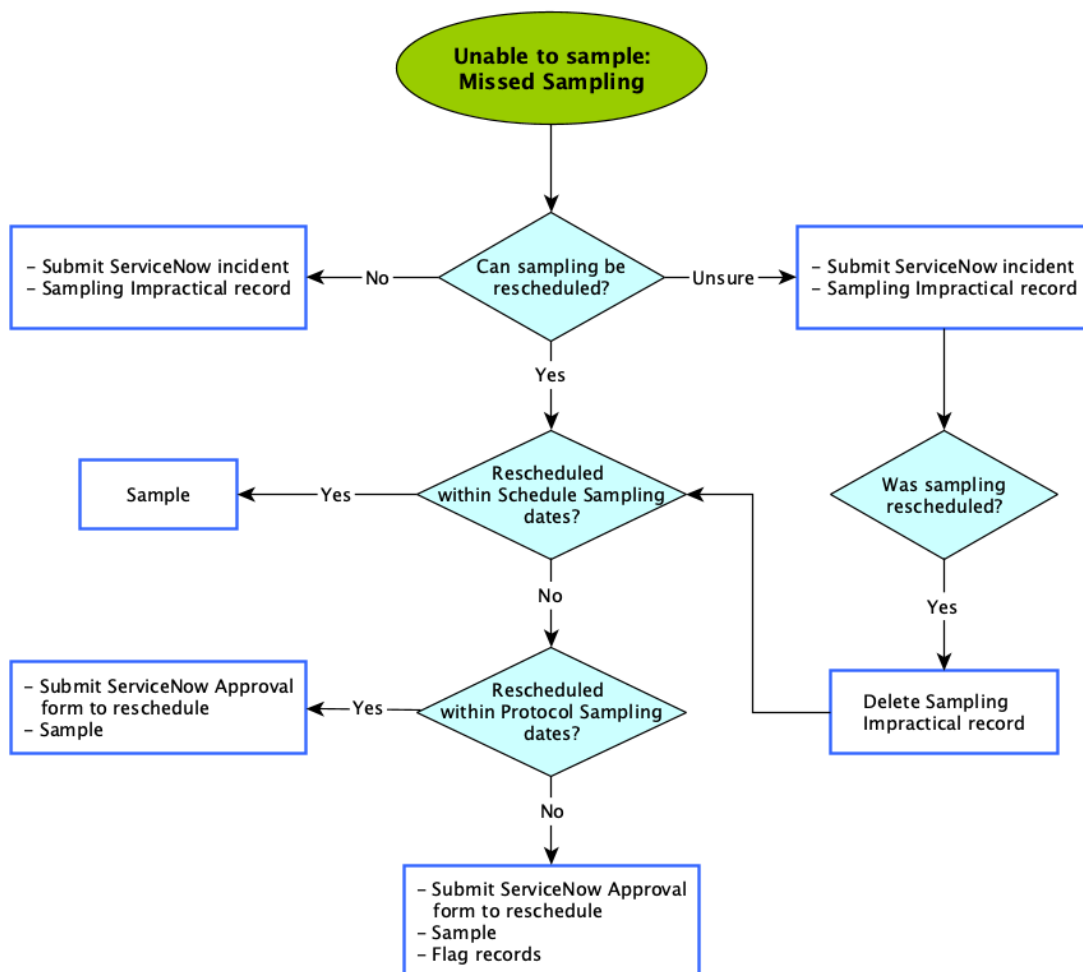 Unable to sample:
Missed Sampling
Can sampling be
rescheduled?
No
Unsure
– Submit ServiceNow incident
– Sampling Impractical record
– Submit ServiceNow incident
– Sampling Impractical record
Yes
Rescheduled
within Schedule Sampling
dates?
Yes
Sample
Was sampling
rescheduled?
No
Yes
Rescheduled
within Protocol Sampling
dates?
Yes
– Submit ServiceNow Approval
form to reschedule
– Sample
Delete Sampling
Impractical record
No
– Submit ServiceNow Approval
form to reschedule
– Sample
– Flag records